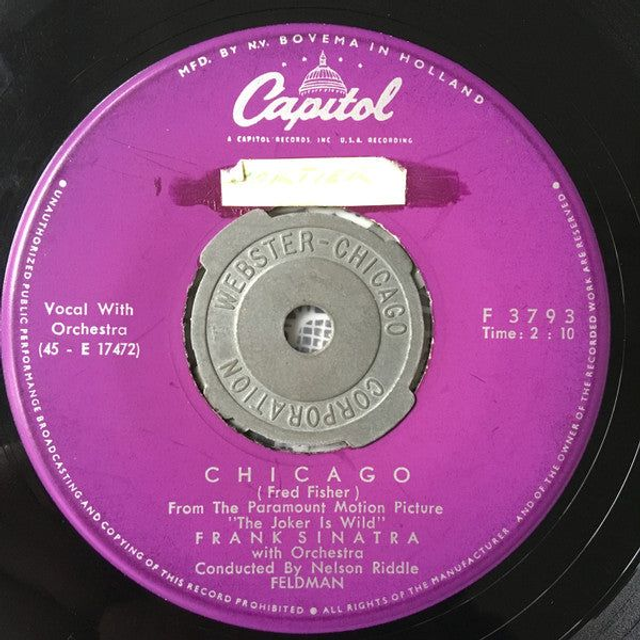 MFD. BY N.V. BOVEMA IN HOLLAND
Capitol
A CAPITOL RECORDS, INC. U.S.A. RECORDING
WEBSTER-CHICAGO
CORPORATION
Vocal With
Orchestra
(45 - E 17472)
F 3793
Time: 2 : 10
CHICAGO
(Fred Fisher)
From The Paramount Motion Picture
"The Joker Is Wild"
FRANK SINATRA
with Orchestra
Conducted By Nelson Riddle
FELDMAN
● UNAUTHORIZED PUBLIC PERFORMANCE BROADCASTING AND COPYING OF THIS RECORD PROHIBITED ● ALL RIGHTS OF THE MANUFACTURER AND OF THE OWNER OF THE RECORDED WORK ARE RESERVED ●